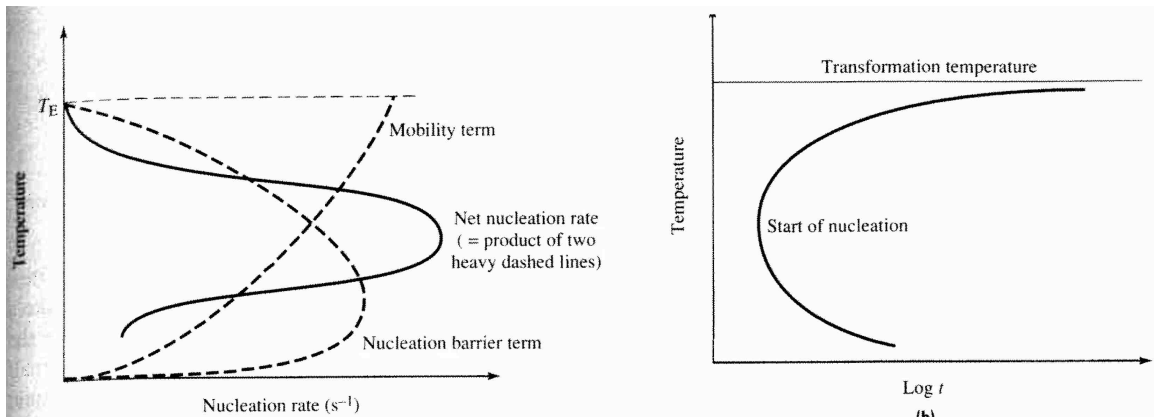 T_E
Mobility term
Net nucleation rate
( = product of two
heavy dashed lines)
Nucleation barrier term
Temperature
Nucleation rate (s⁻¹)
Transformation temperature
Start of nucleation
Temperature
Log t
(b)